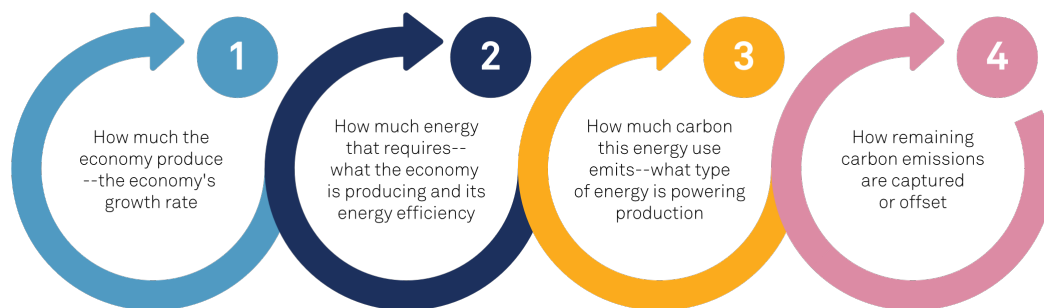 1
How much the
economy produce
--the economy's
growth rate
2
How much energy
that requires--
what the economy
is producing and its
energy efficiency
3
How much carbon
this energy use
emits--what type
of energy is powering
production
4
How remaining
carbon emissions
are captured
or offset